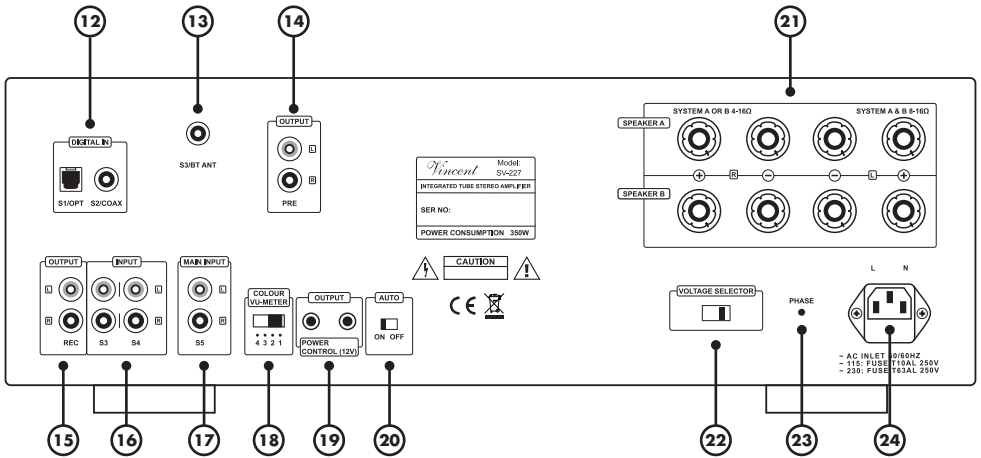 12
13
14
21
DIGITAL IN
S1/OPT S2/COAX
S3/BT ANT
OUTPUT
L
R
PRE
Vincent Model: SV-227
INTEGRATED TUBE STEREO AMPLIFIER
SER NO:
POWER CONSUMPTION 350W
CAUTION
SYSTEM A OR B 4-16Ω SYSTEM A & B 8-16Ω
SPEAKER A
+ R − − L +
SPEAKER B
OUTPUT
L
R
REC
INPUT
L
R
S3 S4
MAIN INPUT
L
R
S5
COLOUR
VU-METER
4 3 2 1
OUTPUT
POWER
CONTROL (12V)
AUTO
ON OFF
CE
VOLTAGE SELECTOR
PHASE
L N
~ AC INLET 50/60HZ
~ 115: FUSE T10AL 250V
~ 230: FUSE T63AL 250V
15
16
17
18
19
20
22
23
24